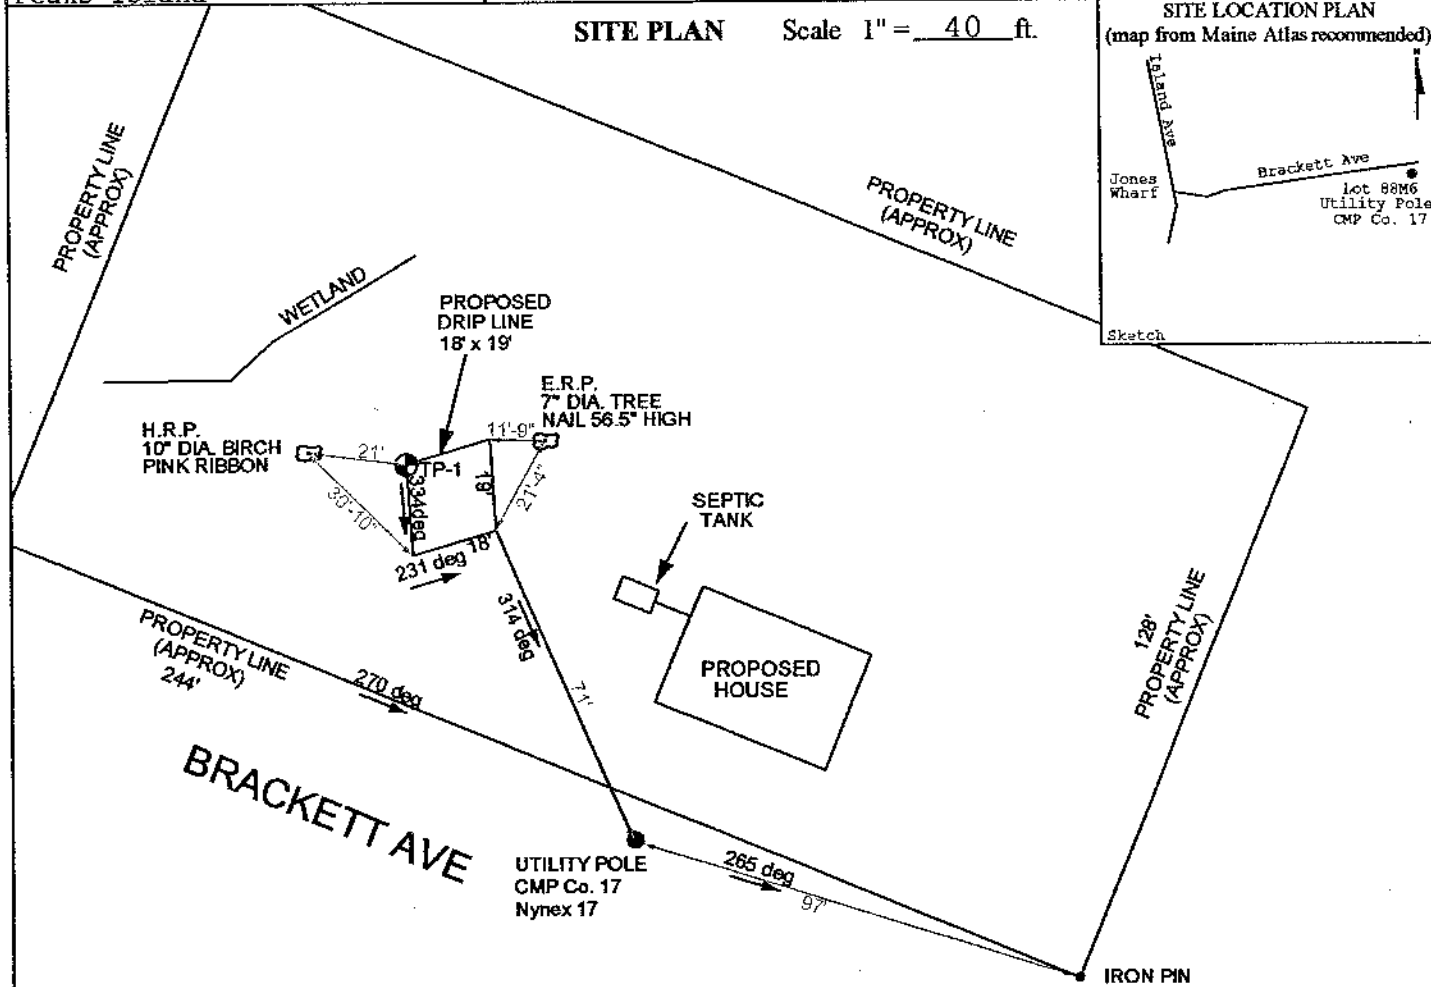 SITE PLAN Scale 1" = 40 ft.
SITE LOCATION PLAN
(map from Maine Atlas recommended)
N
Island Ave
Jones
Wharf
Brackett Ave
Lot 88M6
Utility Pole
CMP Co. 17
Sketch
PROPERTY LINE
(APPROX)
PROPERTY LINE
(APPROX)
WETLAND
PROPOSED
DRIP LINE
18' x 19'
E.R.P.
7" DIA. TREE
NAIL 56.5" HIGH
H.R.P.
10" DIA. BIRCH
PINK RIBBON
21'
11'-9"
TP-1
19'
21'-4"
30'-10"
334deg
18'
231 deg
SEPTIC
TANK
314 deg
71'
PROPOSED
HOUSE
128'
PROPERTY LINE
(APPROX)
PROPERTY LINE
(APPROX)
244'
270 deg
BRACKETT AVE
UTILITY POLE
CMP Co. 17
Nynex 17
265 deg
97'
IRON PIN